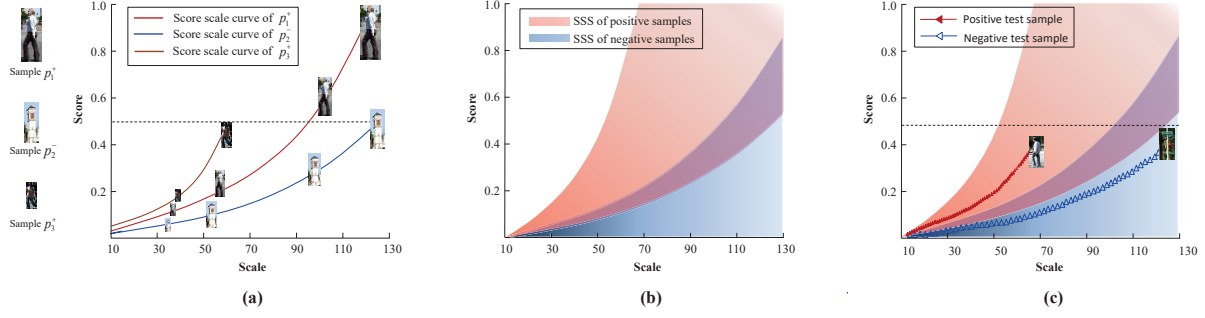 Sample p₁⁺
Sample p₂⁻
Sample p₃⁺
Score
1.0
0.8
0.6
0.4
0.2
Score scale curve of p₁⁺
Score scale curve of p₂⁻
Score scale curve of p₃⁺
10 30 50 70 90 110 130
Scale
(a)
Score
1.0
0.8
0.6
0.4
0.2
SSS of positive samples
SSS of negative samples
10 30 50 70 90 110 130
Scale
(b)
Score
1.0
0.8
0.6
0.4
0.2
Positive test sample
Negative test sample
10 30 50 70 90 110 130
Scale
(c)